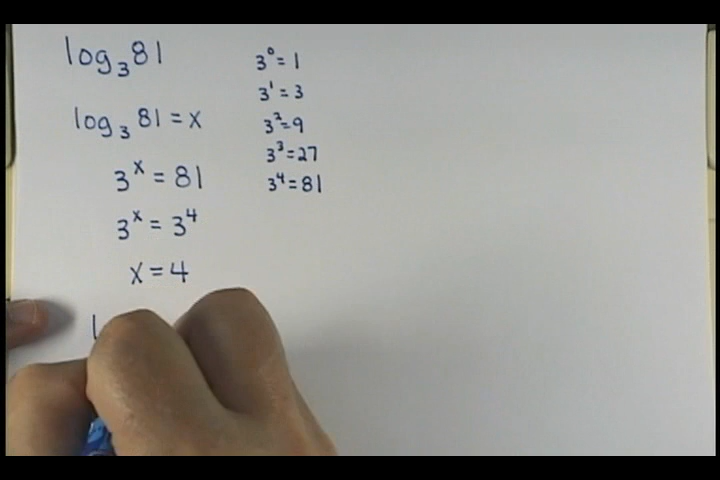 log₃81
log₃81 = x
3ˣ = 81
3ˣ = 3⁴
x = 4
3⁰ = 1
3¹ = 3
3² = 9
3³ = 27
3⁴ = 81